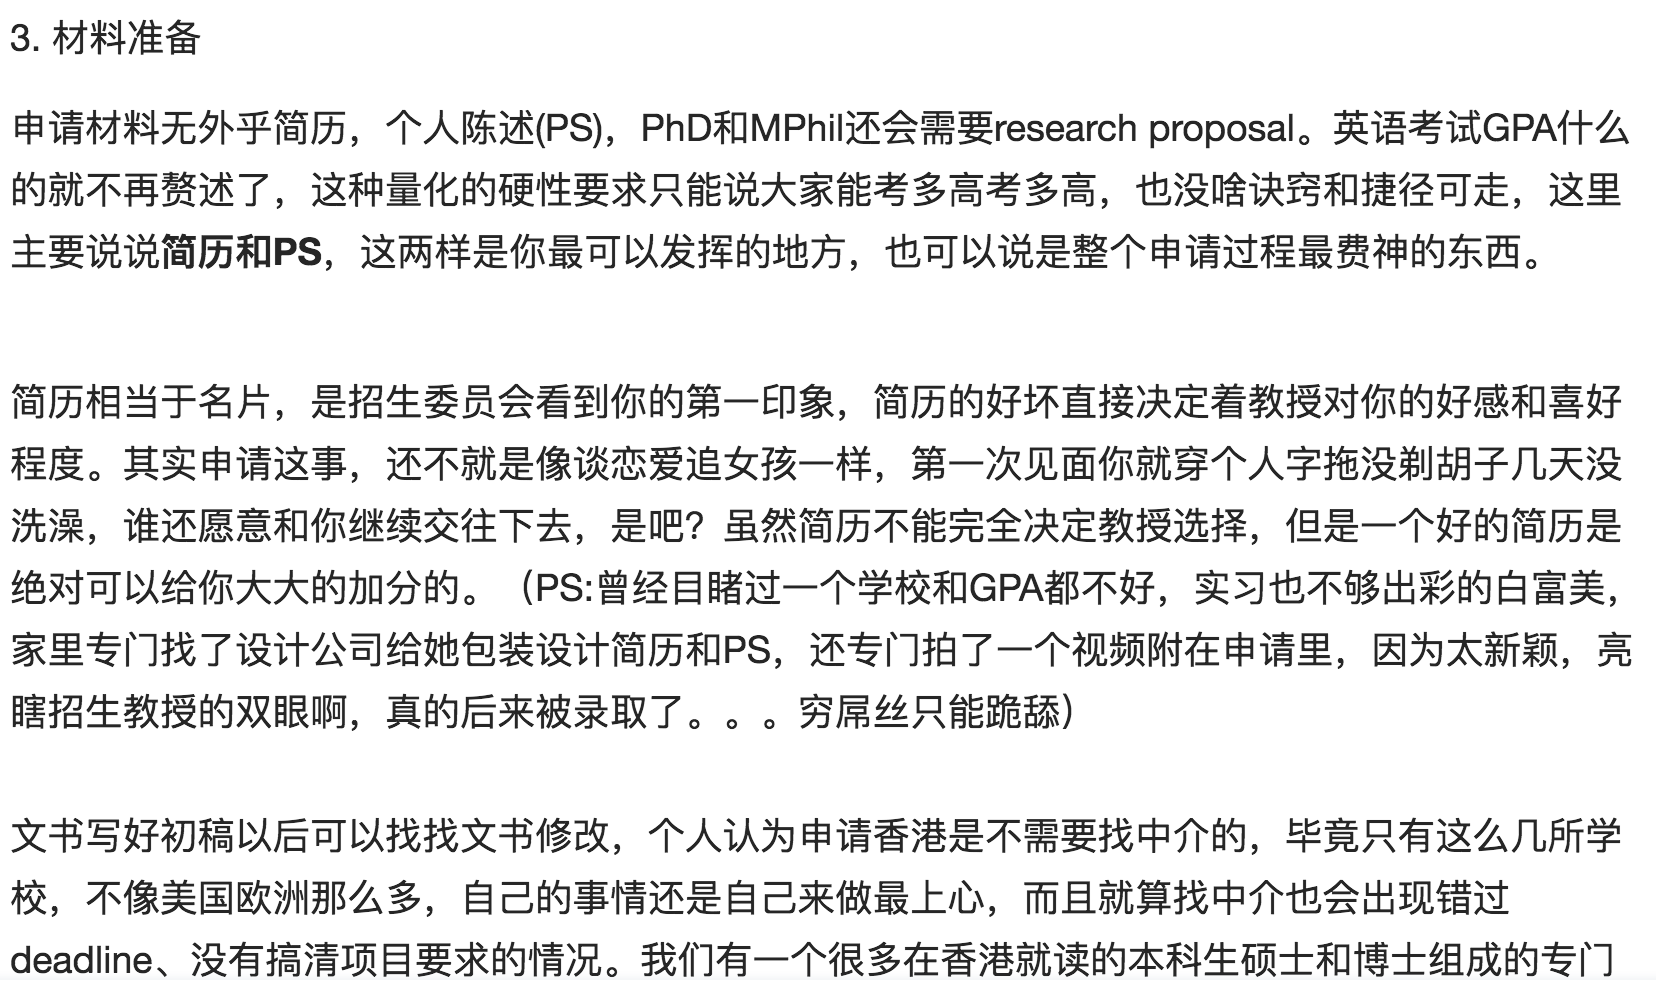 3. 材料准备
申请材料无外乎简历，个人陈述(PS)，PhD和MPhil还会需要research proposal。英语考试GPA什么
的就不再赘述了，这种量化的硬性要求只能说大家能考多高考多高，也没啥诀窍和捷径可走，这里
主要说说简历和PS，这两样是你最可以发挥的地方，也可以说是整个申请过程最费神的东西。
简历相当于名片，是招生委员会看到你的第一印象，简历的好坏直接决定着教授对你的好感和喜好
程度。其实申请这事，还不就是像谈恋爱追女孩一样，第一次见面你就穿个人字拖没剃胡子几天没
洗澡，谁还愿意和你继续交往下去，是吧？虽然简历不能完全决定教授选择，但是一个好的简历是
绝对可以给你大大的加分的。（PS:曾经目睹过一个学校和GPA都不好，实习也不够出彩的白富美，
家里专门找了设计公司给她包装设计简历和PS，还专门拍了一个视频附在申请里，因为太新颖，亮
瞎招生教授的双眼啊，真的后来被录取了。。。穷屌丝只能跪舔）
文书写好初稿以后可以找找文书修改，个人认为申请香港是不需要找中介的，毕竟只有这么几所学
校，不像美国欧洲那么多，自己的事情还是自己来做最上心，而且就算找中介也会出现错过
deadline、没有搞清项目要求的情况。我们有一个很多在香港就读的本科生硕士和博士组成的专门